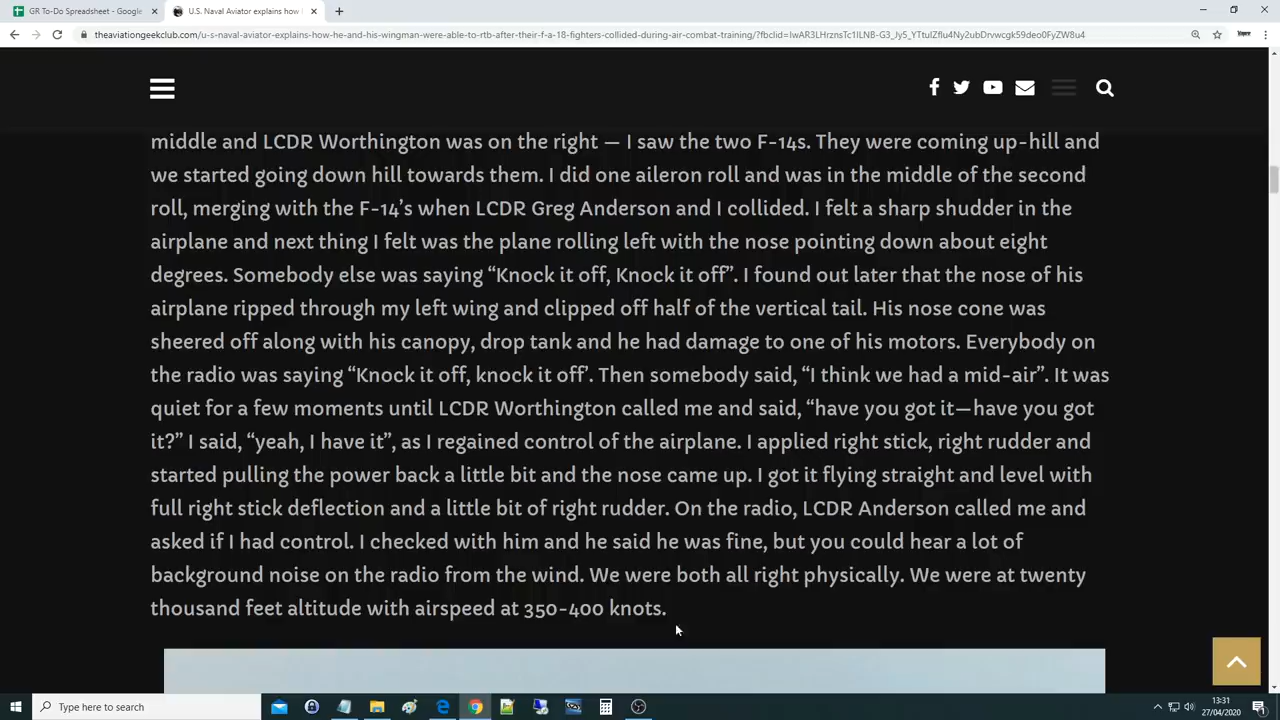 GR To-Do Spreadsheet - Google
U.S. Naval Aviator explains how
theaviationgeekclub.com/u-s-naval-aviator-explains-how-he-and-his-wingman-were-able-to-rtb-after-their-f-a-18-fighters-collided-during-air-combat-training/?fbclid=IwAR3LHrznsTc1ILNB-G3_Jy5_YTtulZflu4Ny2ubDrvwcgk59deo0FyZW8u4
middle and LCDR Worthington was on the right — I saw the two F-14s. They were coming up-hill and
we started going down hill towards them. I did one aileron roll and was in the middle of the second
roll, merging with the F-14’s when LCDR Greg Anderson and I collided. I felt a sharp shudder in the
airplane and next thing I felt was the plane rolling left with the nose pointing down about eight
degrees. Somebody else was saying “Knock it off, Knock it off”. I found out later that the nose of his
airplane ripped through my left wing and clipped off half of the vertical tail. His nose cone was
sheered off along with his canopy, drop tank and he had damage to one of his motors. Everybody on
the radio was saying “Knock it off, knock it off’. Then somebody said, “I think we had a mid-air”. It was
quiet for a few moments until LCDR Worthington called me and said, “have you got it—have you got
it?” I said, “yeah, I have it”, as I regained control of the airplane. I applied right stick, right rudder and
started pulling the power back a little bit and the nose came up. I got it flying straight and level with
full right stick deflection and a little bit of right rudder. On the radio, LCDR Anderson called me and
asked if I had control. I checked with him and he said he was fine, but you could hear a lot of
background noise on the radio from the wind. We were both all right physically. We were at twenty
thousand feet altitude with airspeed at 350-400 knots.
Type here to search
13:31
27/04/2020